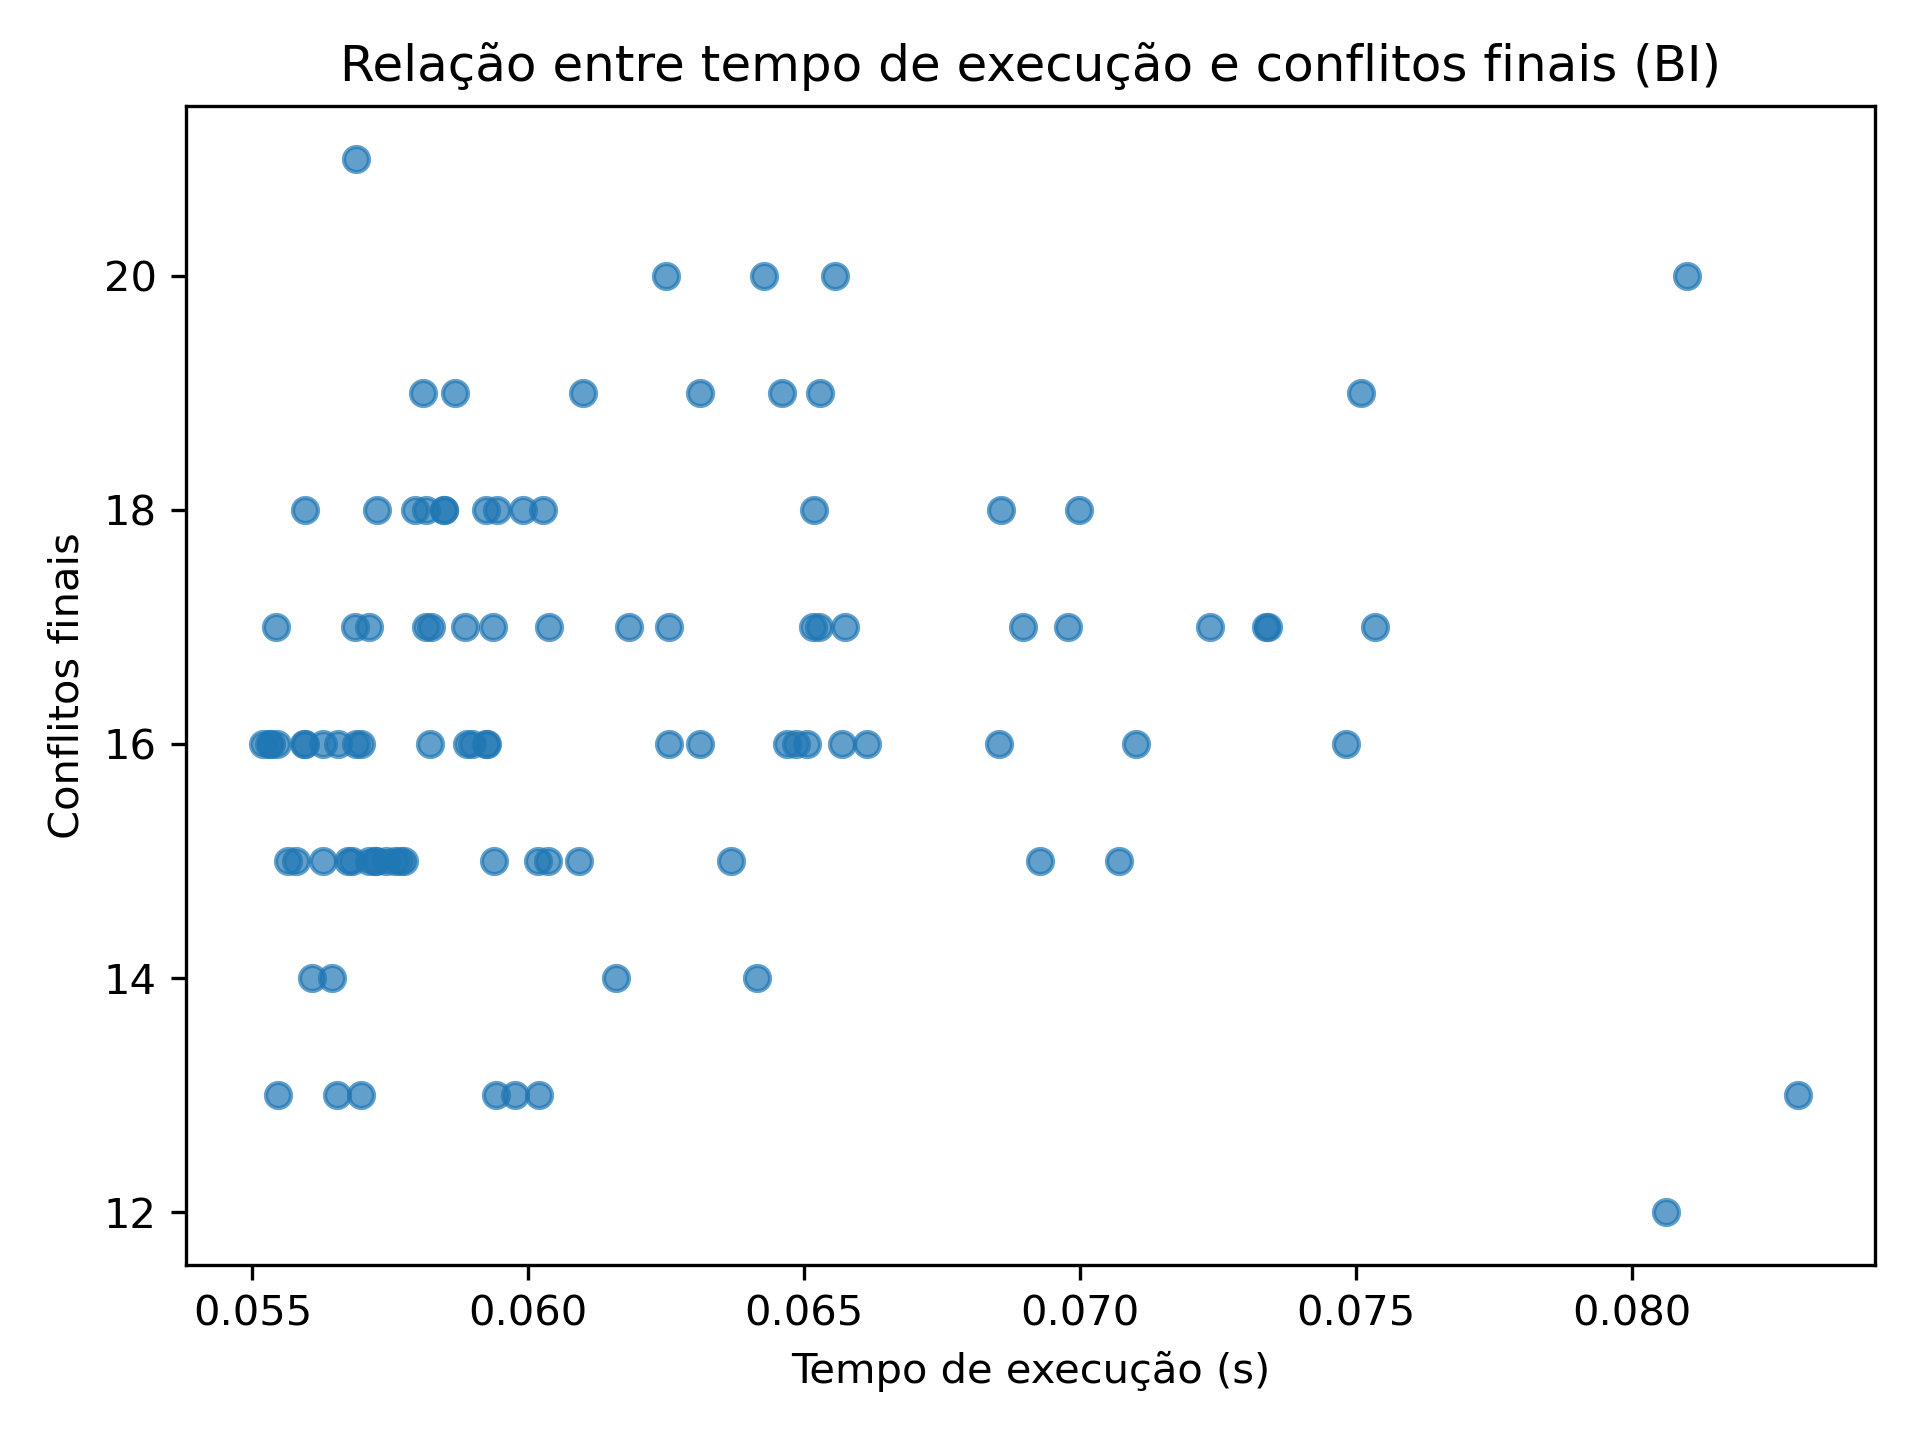 Relação entre tempo de execução e conflitos finais (BI)
Conflitos finais
20
18
16
14
12
0.055 0.060 0.065 0.070 0.075 0.080
Tempo de execução (s)